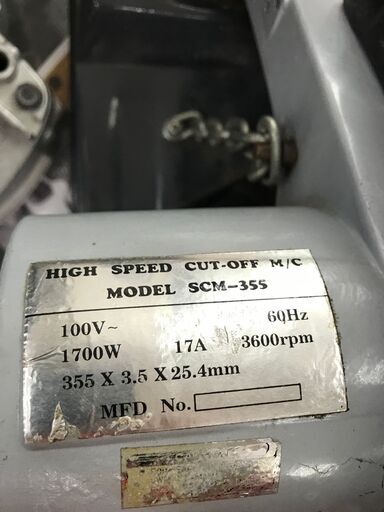 HIGH SPEED CUT-OFF M/C
MODEL SCM-355
100V~ 60Hz
1700W 17A 3600rpm
355 X 3.5 X 25.4mm
MFD No.